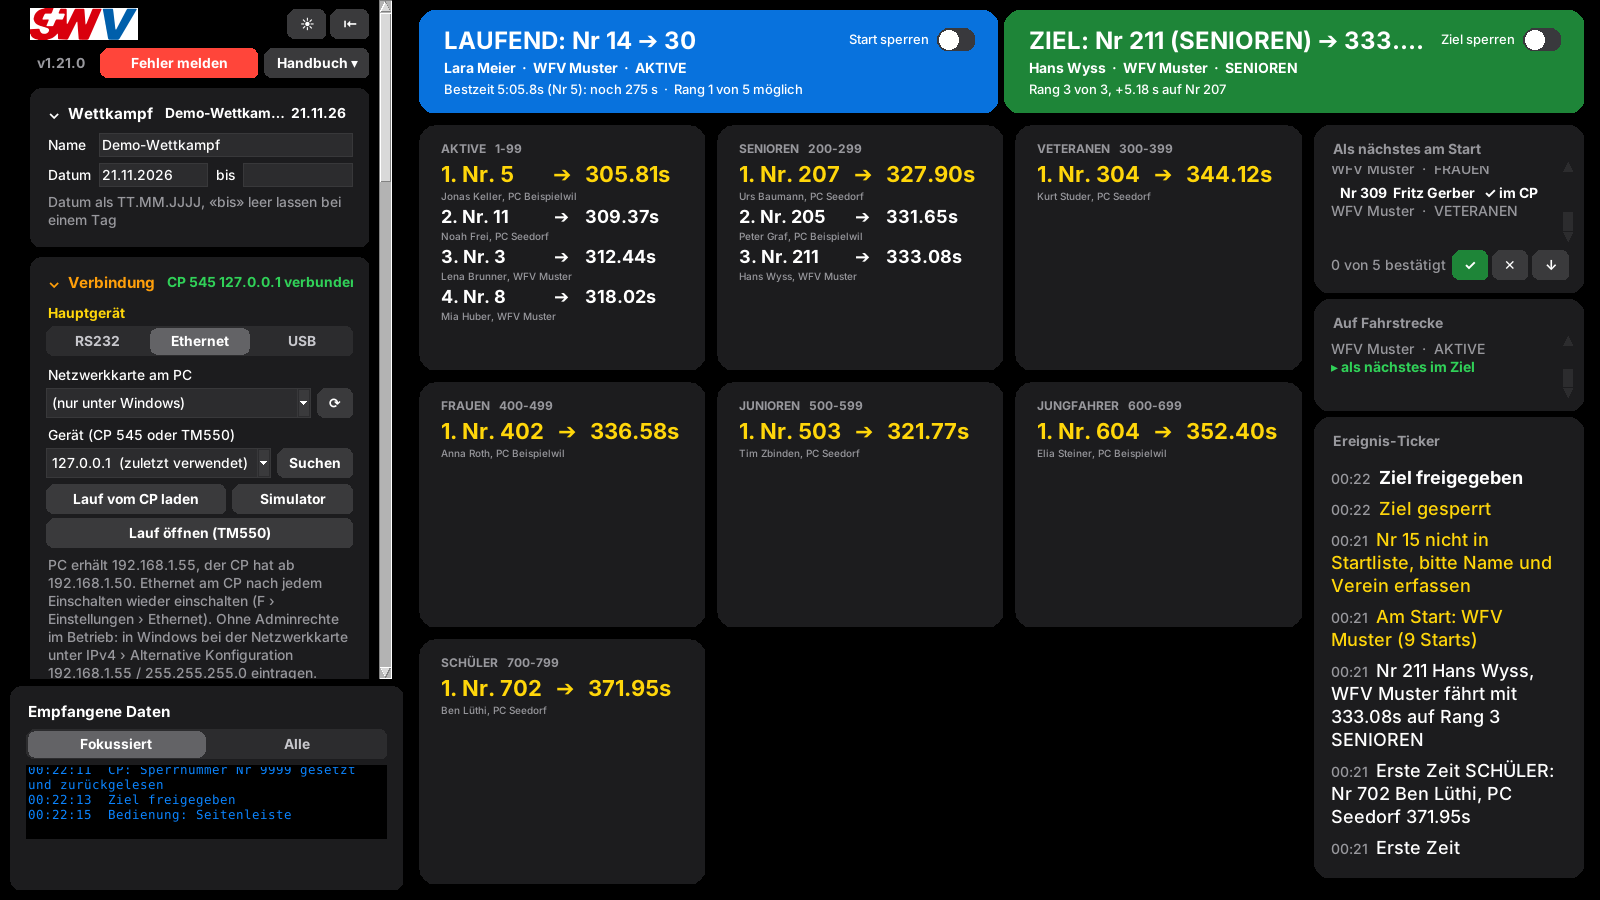 SWV
v1.21.0
Fehler melden
Handbuch ▾
Wettkampf Demo-Wettkam... 21.11.26
Name Demo-Wettkampf
Datum 21.11.2026 bis
Datum als TT.MM.JJJJ, «bis» leer lassen bei
einem Tag
Verbindung CP 545 127.0.0.1 verbunden
Hauptgerät
RS232 Ethernet USB
Netzwerkkarte am PC
(nur unter Windows)
Gerät (CP 545 oder TM550)
127.0.0.1 (zuletzt verwendet) Suchen
Lauf vom CP laden Simulator
Lauf öffnen (TM550)
PC erhält 192.168.1.55, der CP hat ab
192.168.1.50. Ethernet am CP nach jedem
Einschalten wieder einschalten (F ›
Einstellungen › Ethernet). Ohne Adminrechte
im Betrieb: in Windows bei der Netzwerkkarte
unter IPv4 › Alternative Konfiguration
192.168.1.55 / 255.255.255.0 eintragen.
Empfangene Daten
Fokussiert Alle
00:22:11 CP: Sperrnummer Nr 9999 gesetzt
und zurückgelesen
00:22:13 Ziel freigegeben
00:22:15 Bedienung: Seitenleiste
LAUFEND: Nr 14 → 30 Start sperren
Lara Meier · WFV Muster · AKTIVE
Bestzeit 5:05.8s (Nr 5): noch 275 s · Rang 1 von 5 möglich
ZIEL: Nr 211 (SENIOREN) → 333.... Ziel sperren
Hans Wyss · WFV Muster · SENIOREN
Rang 3 von 3, +5.18 s auf Nr 207
AKTIVE 1-99
1. Nr. 5 → 305.81s
Jonas Keller, PC Beispielwil
2. Nr. 11 → 309.37s
Noah Frei, PC Seedorf
3. Nr. 3 → 312.44s
Lena Brunner, WFV Muster
4. Nr. 8 → 318.02s
Mia Huber, WFV Muster
SENIOREN 200-299
1. Nr. 207 → 327.90s
Urs Baumann, PC Seedorf
2. Nr. 205 → 331.65s
Peter Graf, PC Beispielwil
3. Nr. 211 → 333.08s
Hans Wyss, WFV Muster
VETERANEN 300-399
1. Nr. 304 → 344.12s
Kurt Studer, PC Seedorf
FRAUEN 400-499
1. Nr. 402 → 336.58s
Anna Roth, PC Beispielwil
JUNIOREN 500-599
1. Nr. 503 → 321.77s
Tim Zbinden, PC Seedorf
JUNGFAHRER 600-699
1. Nr. 604 → 352.40s
Elia Steiner, PC Beispielwil
SCHÜLER 700-799
1. Nr. 702 → 371.95s
Ben Lüthi, PC Seedorf
Als nächstes am Start
WFV Muster · FRAUEN
Nr 309 Fritz Gerber ✓ im CP
WFV Muster · VETERANEN
0 von 5 bestätigt ✓ ✕ ↓
Auf Fahrstrecke
WFV Muster · AKTIVE
▸ als nächstes im Ziel
Ereignis-Ticker
00:22 Ziel freigegeben
00:22 Ziel gesperrt
00:21 Nr 15 nicht in
Startliste, bitte Name und
Verein erfassen
00:21 Am Start: WFV
Muster (9 Starts)
00:21 Nr 211 Hans Wyss,
WFV Muster fährt mit
333.08s auf Rang 3
SENIOREN
00:21 Erste Zeit SCHÜLER:
Nr 702 Ben Lüthi, PC
Seedorf 371.95s
00:21 Erste Zeit